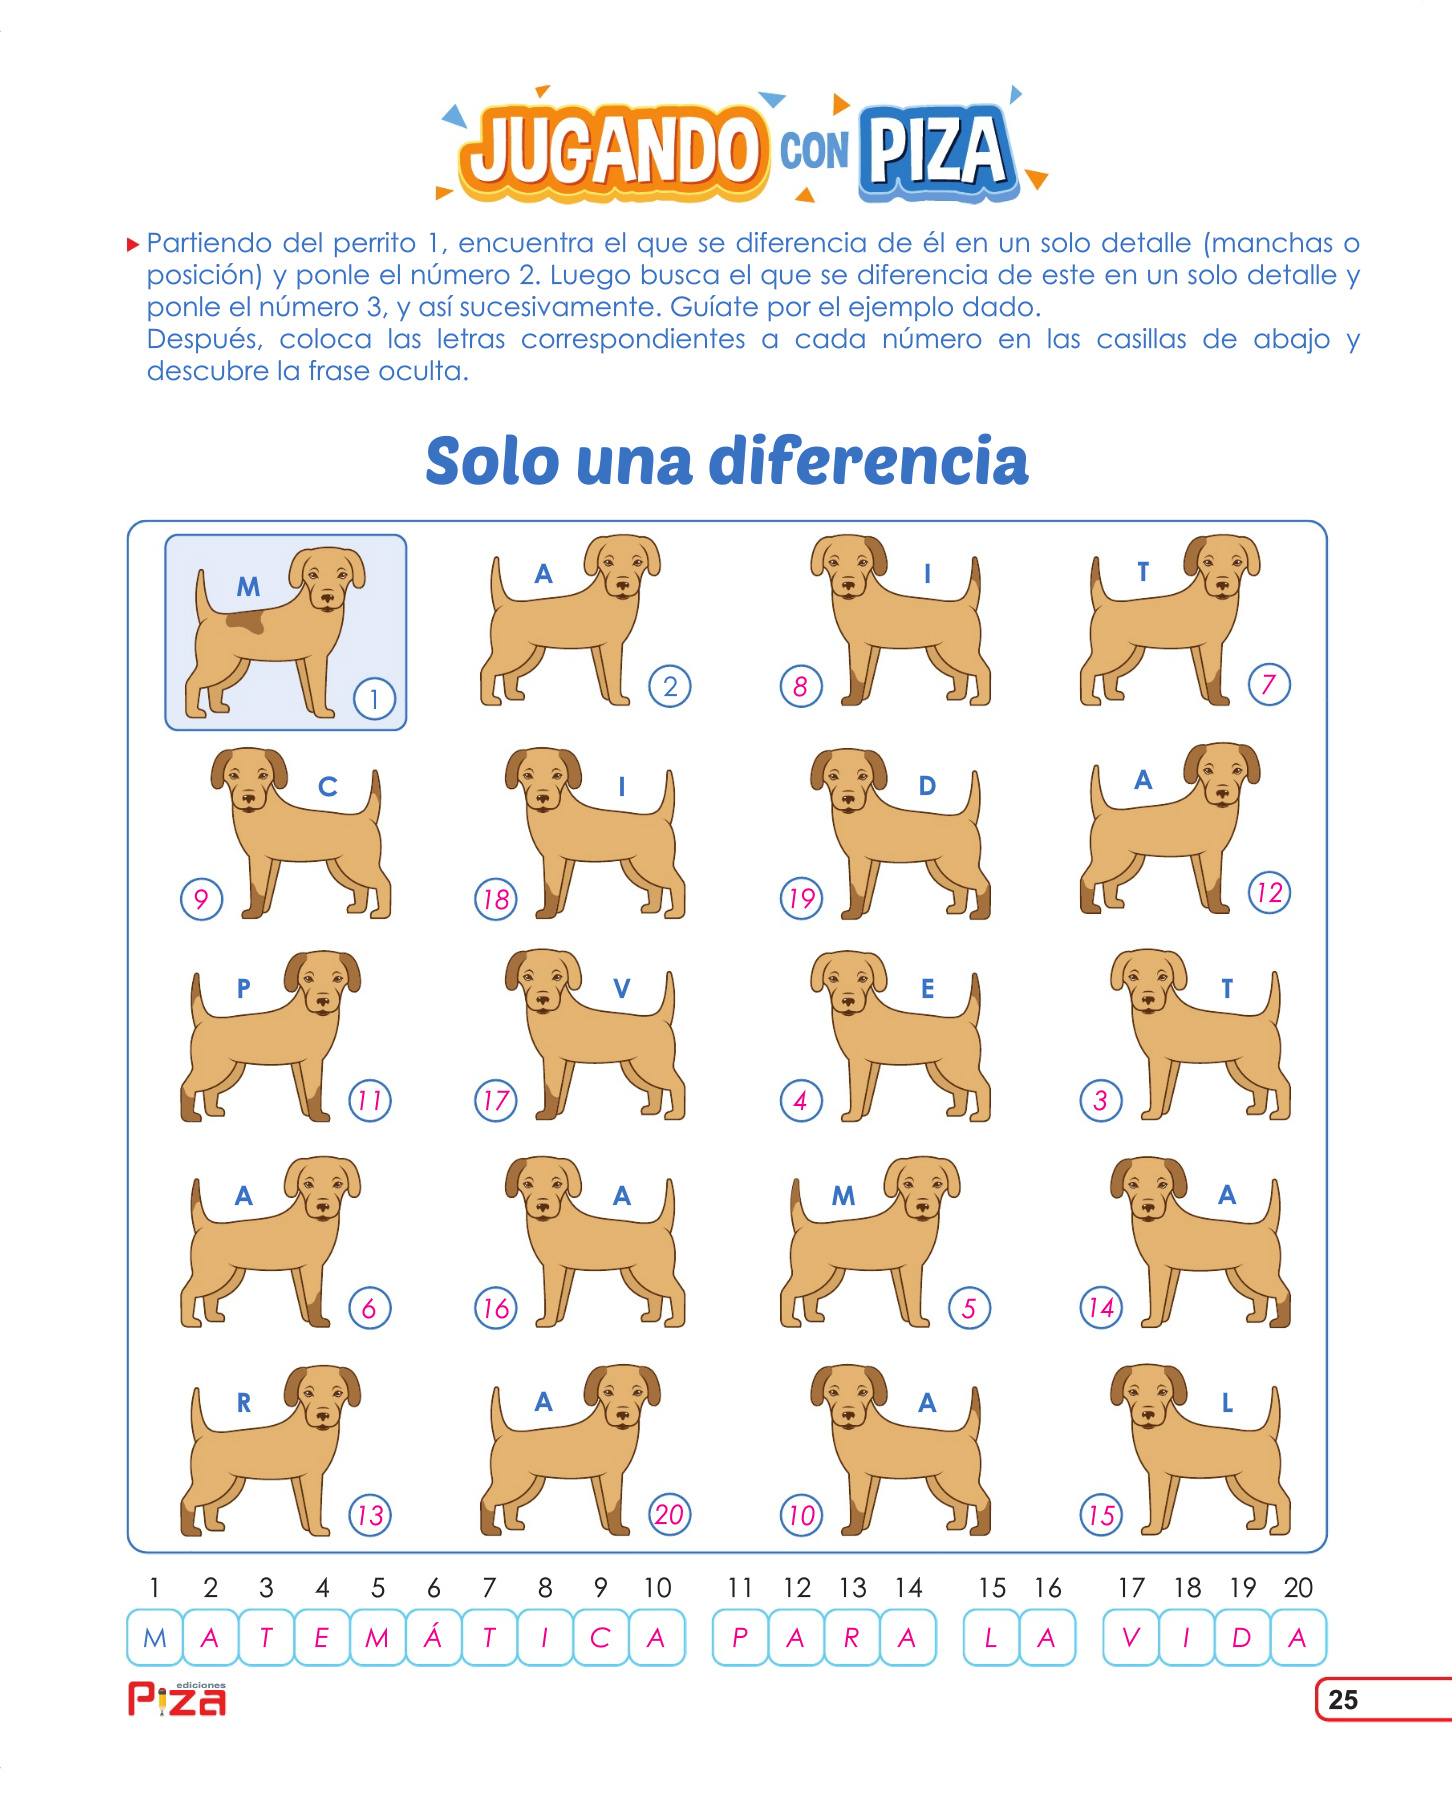 JUGANDO CON PIZA
Partiendo del perrito 1, encuentra el que se diferencia de él en un solo detalle (manchas o
posición) y ponle el número 2. Luego busca el que se diferencia de este en un solo detalle y
ponle el número 3, y así sucesivamente. Guíate por el ejemplo dado.
Después, coloca las letras correspondientes a cada número en las casillas de abajo y
descubre la frase oculta.
Solo una diferencia
M A I T
1 2 8 7
C I D A
9 18 19 12
P V E T
11 17 4 3
A A M A
6 16 5 14
R A A L
13 20 10 15
1 2 3 4 5 6 7 8 9 10 11 12 13 14 15 16 17 18 19 20
M A T E M Á T I C A P A R A L A V I D A
ediciones
Piza
25